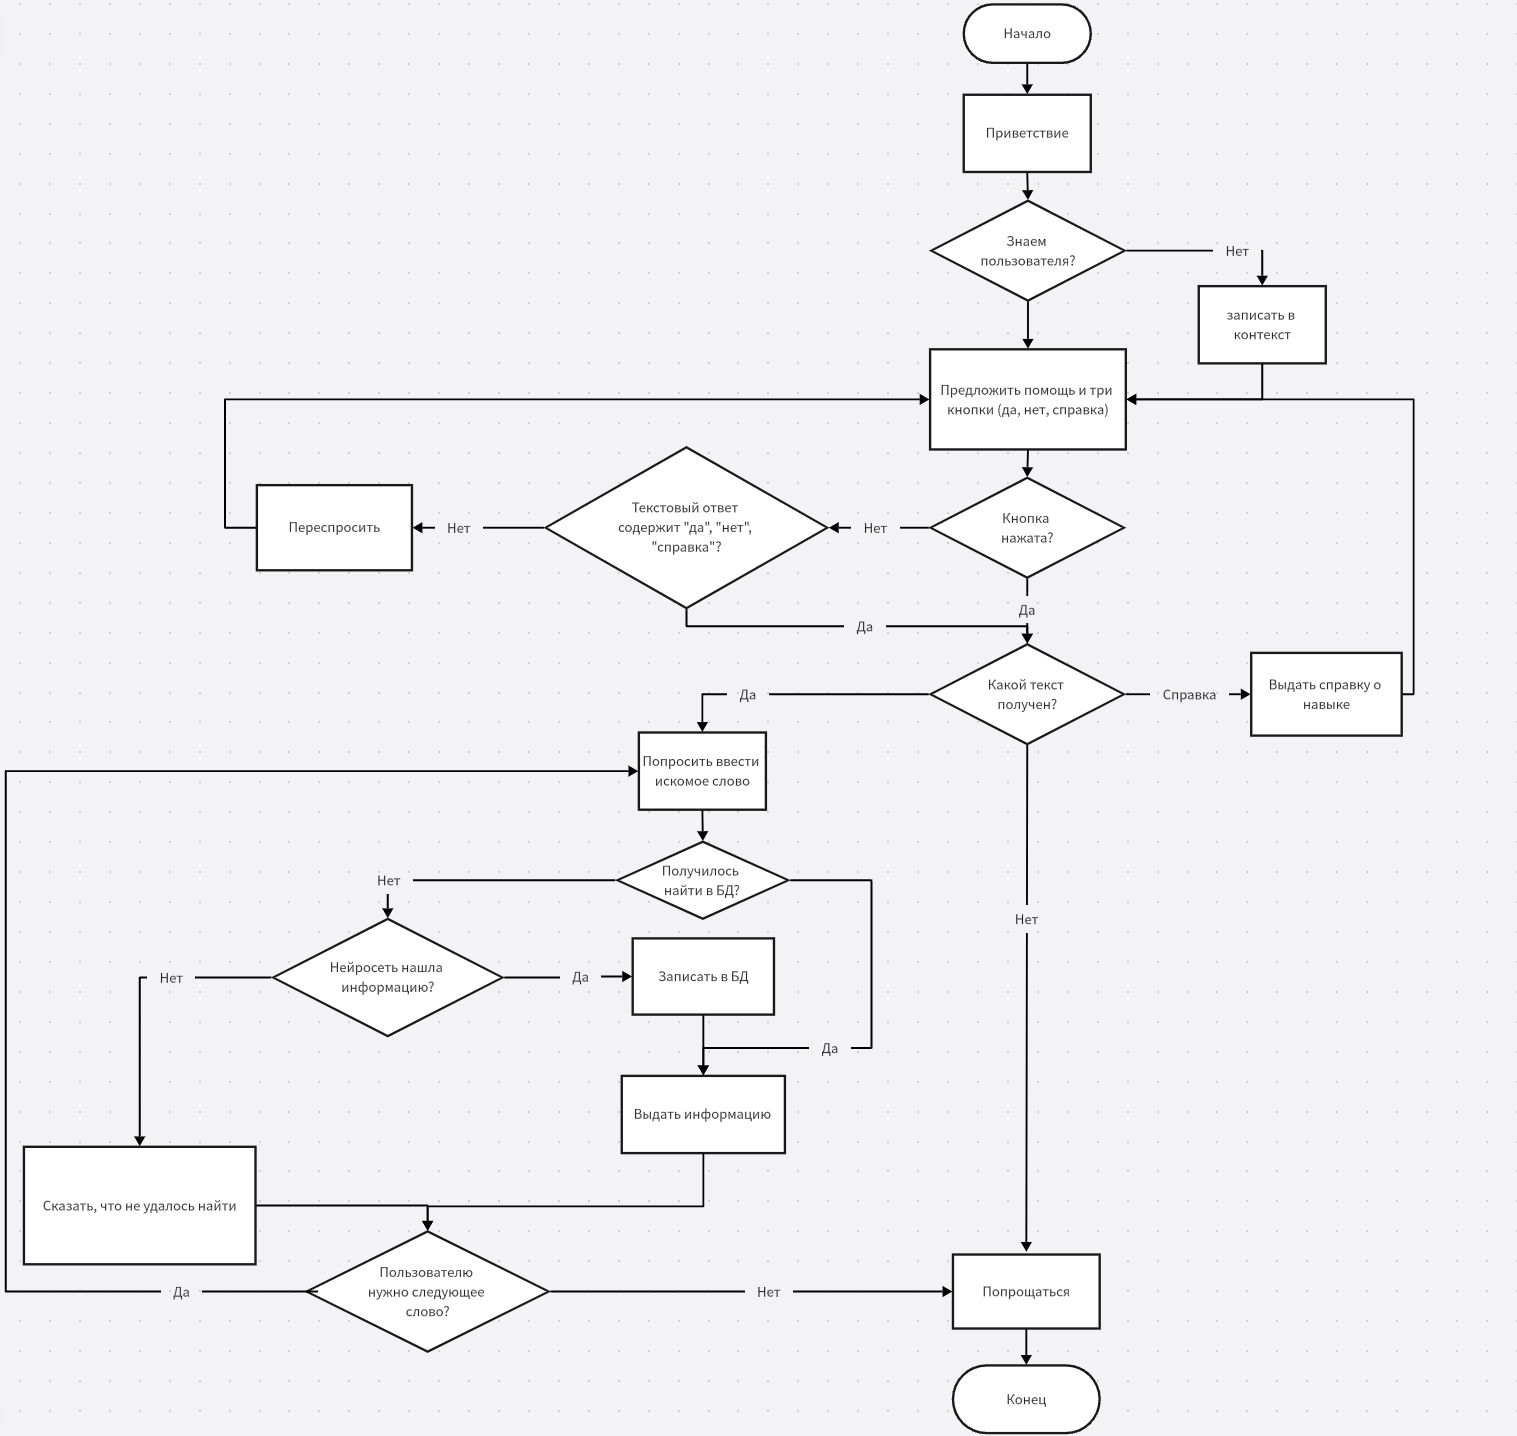 Начало
Приветствие
Знаем
пользователя?
Нет
записать в
контекст
Предложить помощь и три
кнопки (да, нет, справка)
Кнопка
нажата?
Нет
Текстовый ответ
содержит "да", "нет",
"справка"?
Нет
Переспросить
Да
Да
Какой текст
получен?
Справка
Выдать справку о
навыке
Да
Попросить ввести
искомое слово
Получилось
найти в БД?
Нет
Нет
Нейросеть нашла
информацию?
Да
Записать в БД
Нет
Да
Выдать информацию
Сказать, что не удалось найти
Пользователю
нужно следующее
слово?
Да
Нет
Попрощаться
Конец